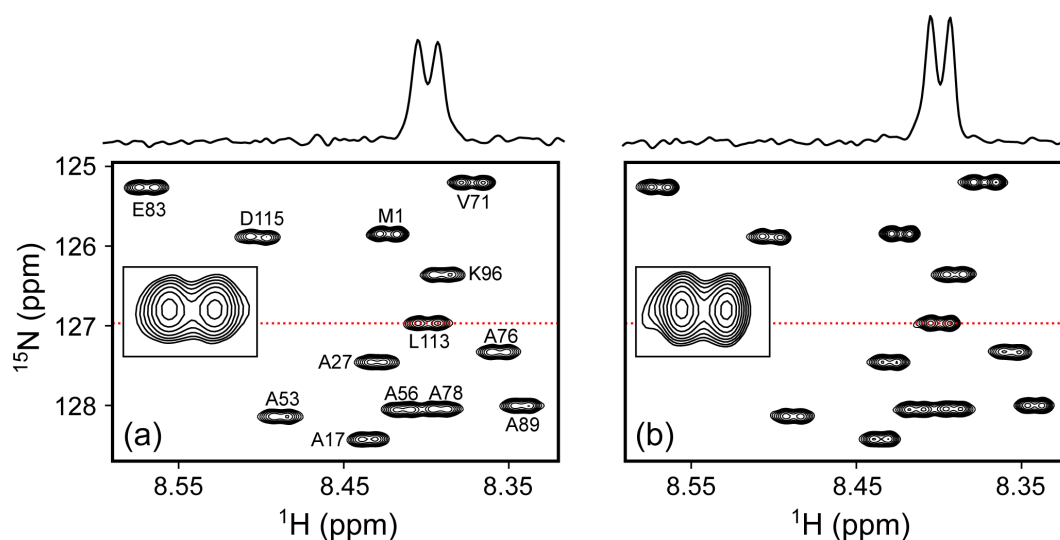 125
E83
V71
D115
M1
126
K96
127
L113
A76
A27
A56
A78
A53
128
A89
A17
(a)
(b)
8.55
8.45
8.35
8.55
8.45
8.35
¹H (ppm)
¹H (ppm)
¹⁵N (ppm)